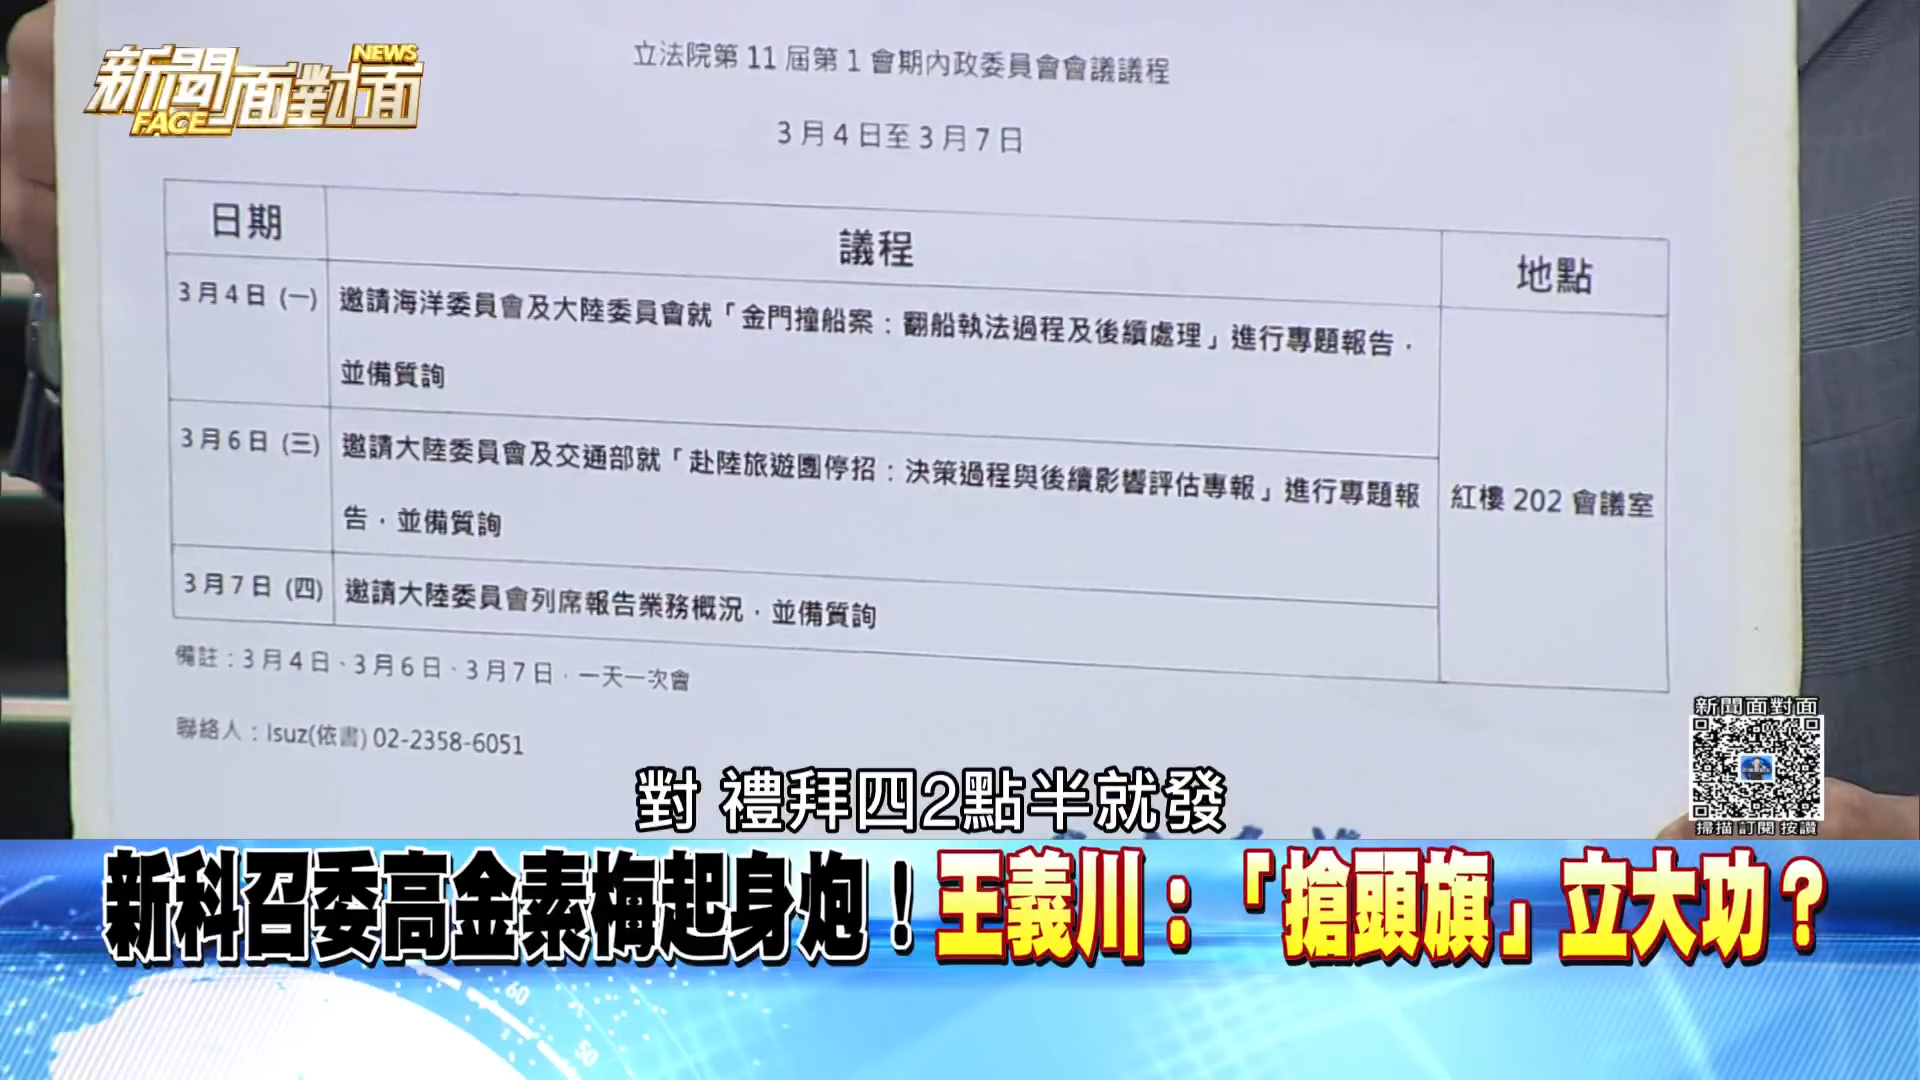 新聞面對面
NEWS
FACE
立法院第 11 屆第 1 會期內政委員會會議議程
3 月 4 日至 3 月 7 日
日期
議程
地點
3 月 4 日 (一)
邀請海洋委員會及大陸委員會就「金門撞船案：翻船執法過程及後續處理」進行專題報告，
並備質詢
3 月 6 日 (三)
邀請大陸委員會及交通部就「赴陸旅遊團停招：決策過程與後續影響評估專報」進行專題報
告，並備質詢
紅樓 202 會議室
3 月 7 日 (四)
邀請大陸委員會列席報告業務概況，並備質詢
備註：3 月 4 日、3 月 6 日、3 月 7 日，一天一次會
聯絡人：Isuz(依書) 02-2358-6051
新聞面對面
掃描 訂閱 按讚
對 禮拜四2點半就發
新科召委高金素梅起身炮！王義川：「搶頭旗」立大功？
60
50